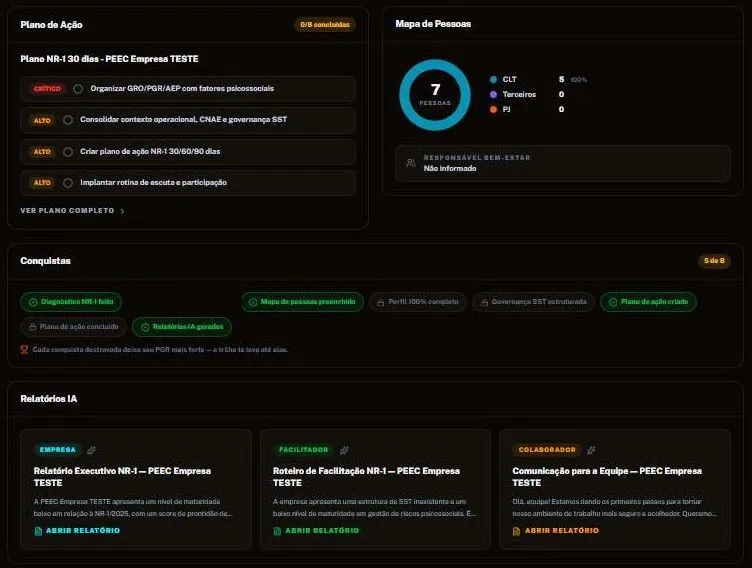 Plano de Ação
0/8 concluídas
Plano NR-1 30 dias - PEEC Empresa TESTE
CRÍTICO Organizar GRO/PGR/AEP com fatores psicossociais
ALTO Consolidar contexto operacional, CNAE e governança SST
ALTO Criar plano de ação NR-1 30/60/90 dias
ALTO Implantar rotina de escuta e participação
VER PLANO COMPLETO >
Mapa de Pessoas
7
PESSOAS
CLT 5 100%
Terceiros 0
PJ 0
RESPONSÁVEL BEM-ESTAR
Não informado
Conquistas
5 de 8
Diagnóstico NR-1 feito
Mapa de pessoas preenchido
Perfil 100% completo
Governança SST estruturada
Plano de ação criado
Plano de ação concluído
Relatórios IA gerados
Cada conquista destravada deixa seu PGR mais forte — a trilha te leva até elas.
Relatórios IA
EMPRESA
Relatório Executivo NR-1 — PEEC Empresa
TESTE
A PEEC Empresa TESTE apresenta um nível de maturidade
baixo em relação à NR-1/2025, com um score de prontidão de...
ABRIR RELATÓRIO
FACILITADOR
Roteiro de Facilitação NR-1 — PEEC Empresa
TESTE
A empresa apresenta uma estrutura de SST inexistente e um
baixo nível de maturidade em gestão de riscos psicossociais. É...
ABRIR RELATÓRIO
COLABORADOR
Comunicação para a Equipe — PEEC Empresa
TESTE
Olá, equipe! Estamos dando os primeiros passos para tornar
nosso ambiente de trabalho mais seguro e acolhedor. Queremo...
ABRIR RELATÓRIO